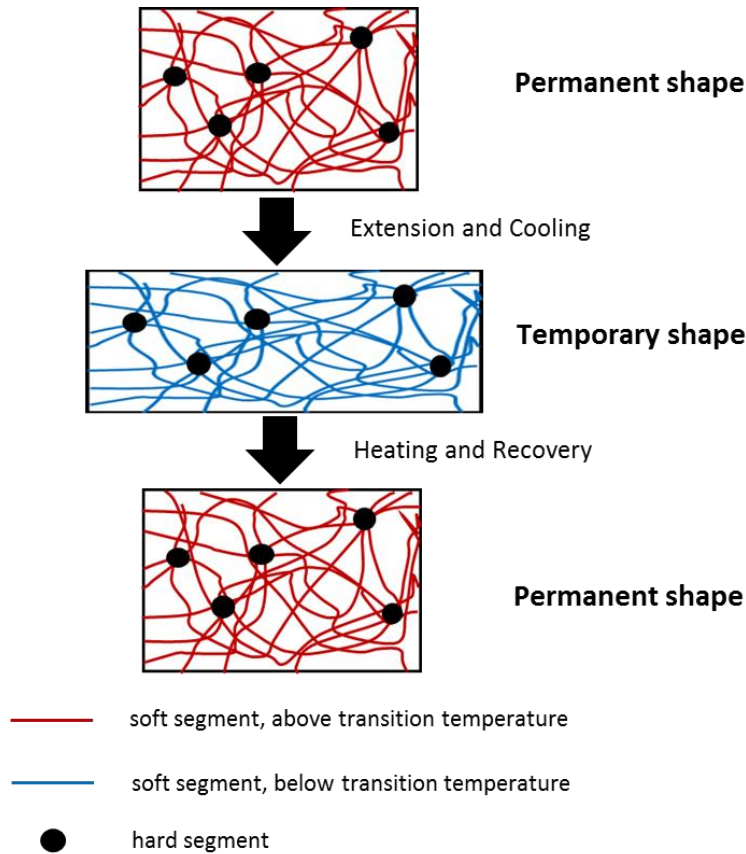 Permanent shape
Extension and Cooling
Temporary shape
Heating and Recovery
Permanent shape
soft segment, above transition temperature
soft segment, below transition temperature
hard segment